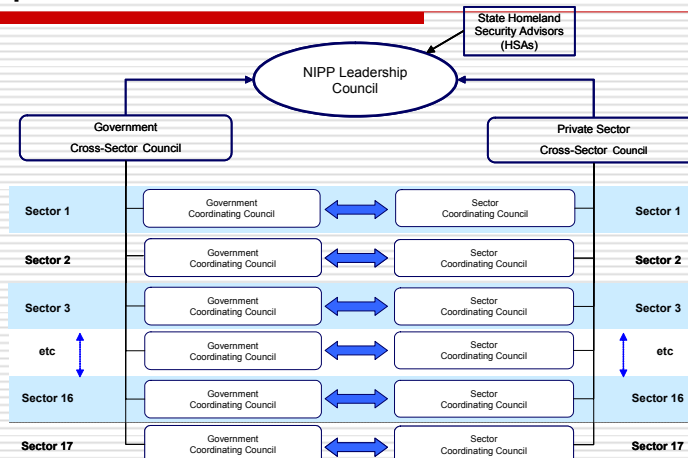 State Homeland
Security Advisors
(HSAs)
NIPP Leadership
Council
Government
Cross-Sector Council
Private Sector
Cross-Sector Council
Sector 1
Government
Coordinating Council
Sector
Coordinating Council
Sector 1
Sector 2
Government
Coordinating Council
Sector
Coordinating Council
Sector 2
Sector 3
Government
Coordinating Council
Sector
Coordinating Council
Sector 3
etc
Government
Coordinating Council
Sector
Coordinating Council
etc
Sector 16
Government
Coordinating Council
Sector
Coordinating Council
Sector 16
Sector 17
Government
Coordinating Council
Sector
Coordinating Council
Sector 17